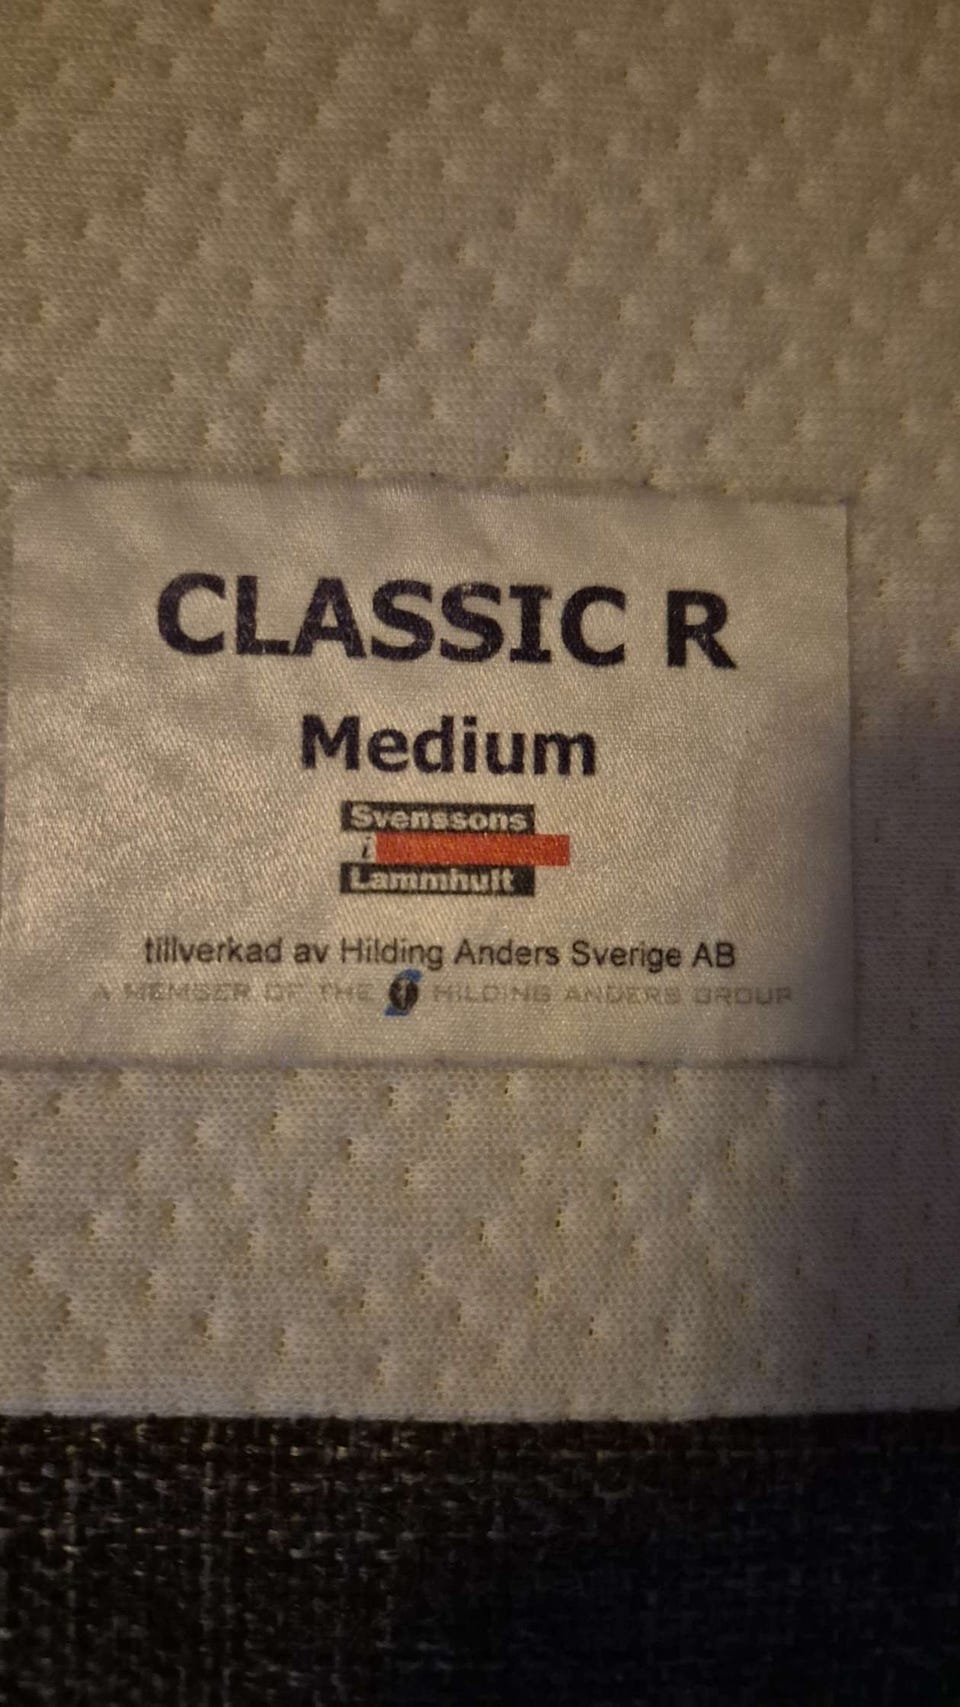 CLASSIC R
Medium
Svenssons
i
Lammhult
tillverkad av Hilding Anders Sverige AB
A MEMBER OF THE HILDING ANDERS GROUP